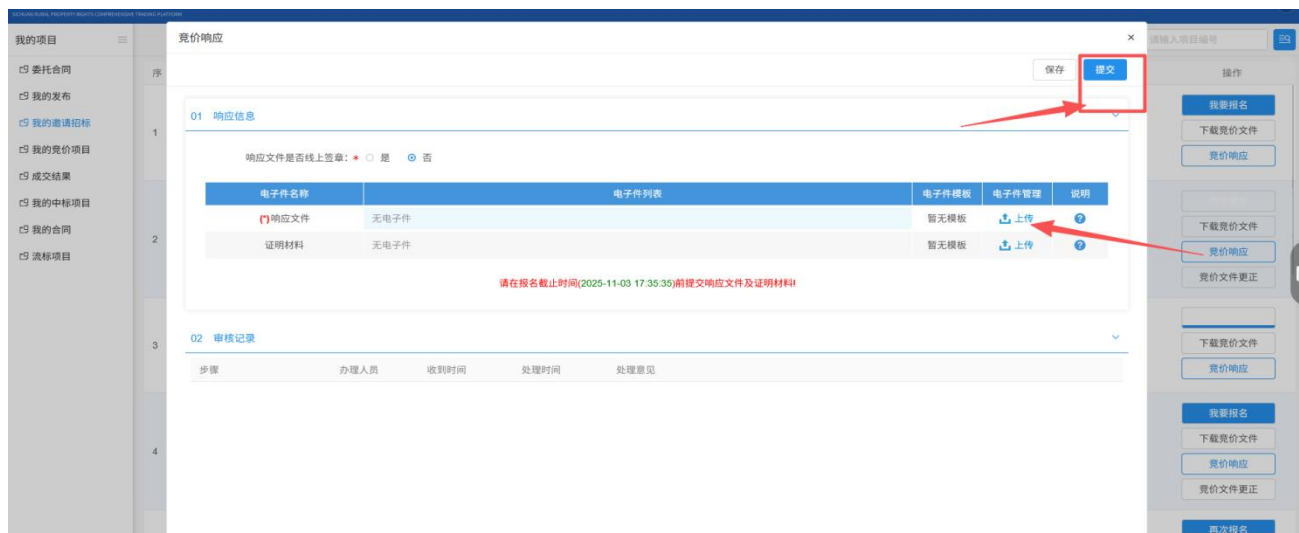 SICHUAN RURAL PROPERTY RIGHTS COMPREHENSIVE TRADING PLATFORM
我的项目
委托合同
我的发布
我的邀请招标
我的竞价项目
成交结果
我的中标项目
我的合同
流标项目
序
1
2
3
4
竞价响应
×
保存 提交
01 响应信息
响应文件是否线上签章: * 是 否
电子件名称 电子件列表 电子件模板 电子件管理 说明
(*)响应文件 无电子件 暂无模板 上传 ?
证明材料 无电子件 暂无模板 上传 ?
请在报名截止时间(2025-11-03 17:35:35)前提交响应文件及证明材料!
02 审核记录
步骤 办理人员 收到时间 处理时间 处理意见
请输入项目编号
操作
我要报名
下载竞价文件
竞价响应
下载竞价文件
竞价响应
竞价文件更正
下载竞价文件
竞价响应
我要报名
下载竞价文件
竞价响应
竞价文件更正
再次报名